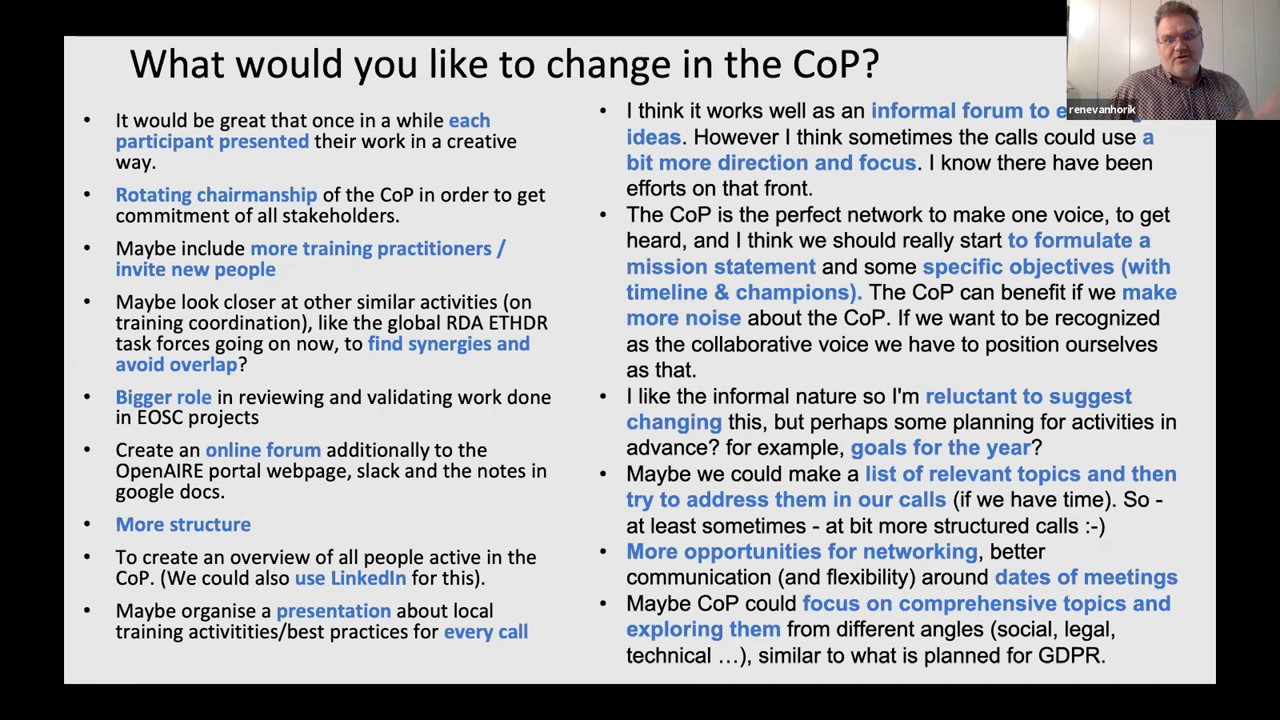 What would you like to change in the CoP?
renevanhorik
It would be great that once in a while each
participant presented their work in a creative
way.
Rotating chairmanship of the CoP in order to get
commitment of all stakeholders.
Maybe include more training practitioners /
invite new people
Maybe look closer at other similar activities (on
training coordination), like the global RDA ETHDR
task forces going on now, to find synergies and
avoid overlap?
Bigger role in reviewing and validating work done
in EOSC projects
Create an online forum additionally to the
OpenAIRE portal webpage, slack and the notes in
google docs.
More structure
To create an overview of all people active in the
CoP. (We could also use LinkedIn for this).
Maybe organise a presentation about local
training activitities/best practices for every call
I think it works well as an informal forum to
ideas. However I think sometimes the calls could use a
bit more direction and focus. I know there have been
efforts on that front.
The CoP is the perfect network to make one voice, to get
heard, and I think we should really start to formulate a
mission statement and some specific objectives (with
timeline & champions). The CoP can benefit if we make
more noise about the CoP. If we want to be recognized
as the collaborative voice we have to position ourselves
as that.
I like the informal nature so I'm reluctant to suggest
changing this, but perhaps some planning for activities in
advance? for example, goals for the year?
Maybe we could make a list of relevant topics and then
try to address them in our calls (if we have time). So -
at least sometimes - at bit more structured calls :-)
More opportunities for networking, better
communication (and flexibility) around dates of meetings
Maybe CoP could focus on comprehensive topics and
exploring them from different angles (social, legal,
technical …), similar to what is planned for GDPR.